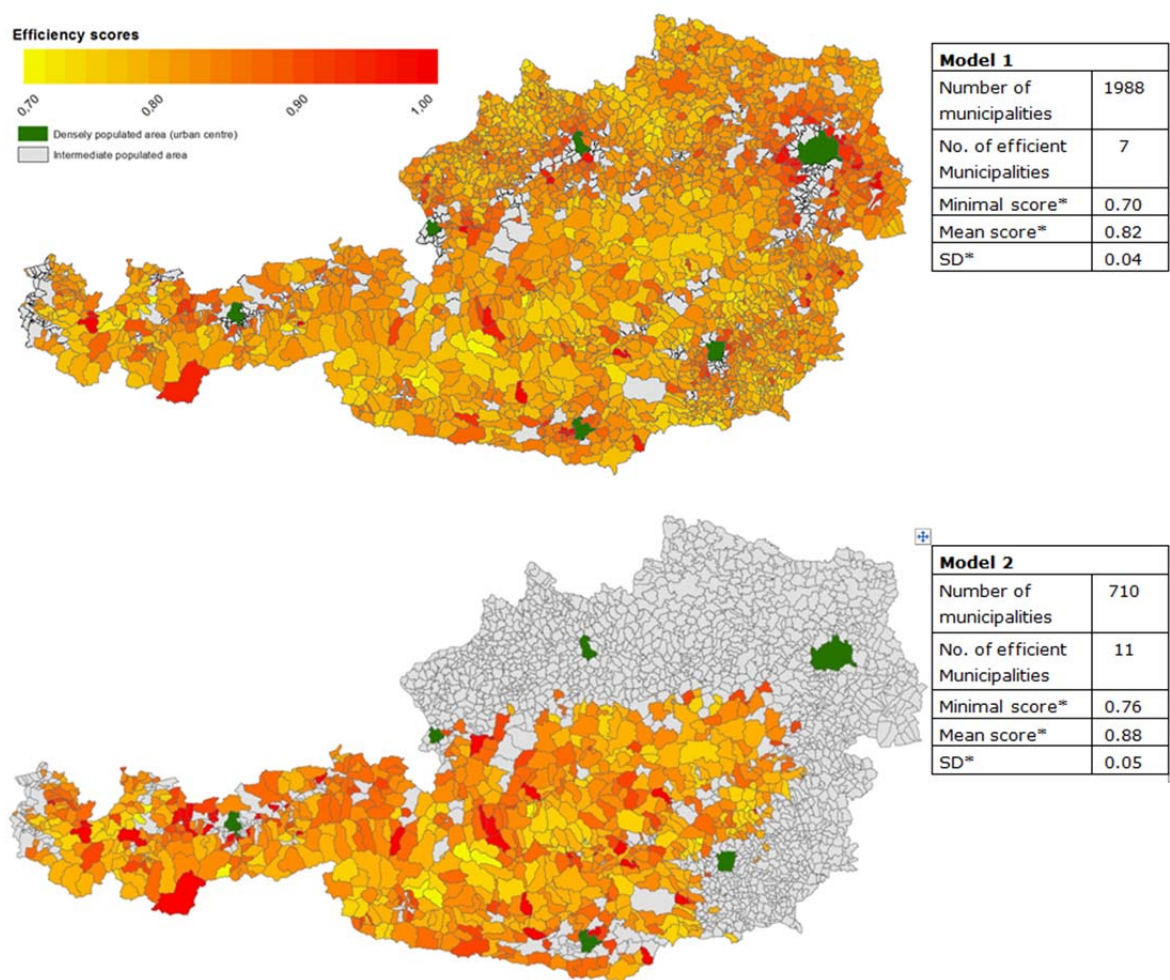 Efficiency scores
0,70
0,80
0,90
1,00
Densely populated area (urban centre)
Intermediate populated area
Model 1
Number of
municipalities
1988
No. of efficient
Municipalities
7
Minimal score*
0.70
Mean score*
0.82
SD*
0.04
Model 2
Number of
municipalities
710
No. of efficient
Municipalities
11
Minimal score*
0.76
Mean score*
0.88
SD*
0.05